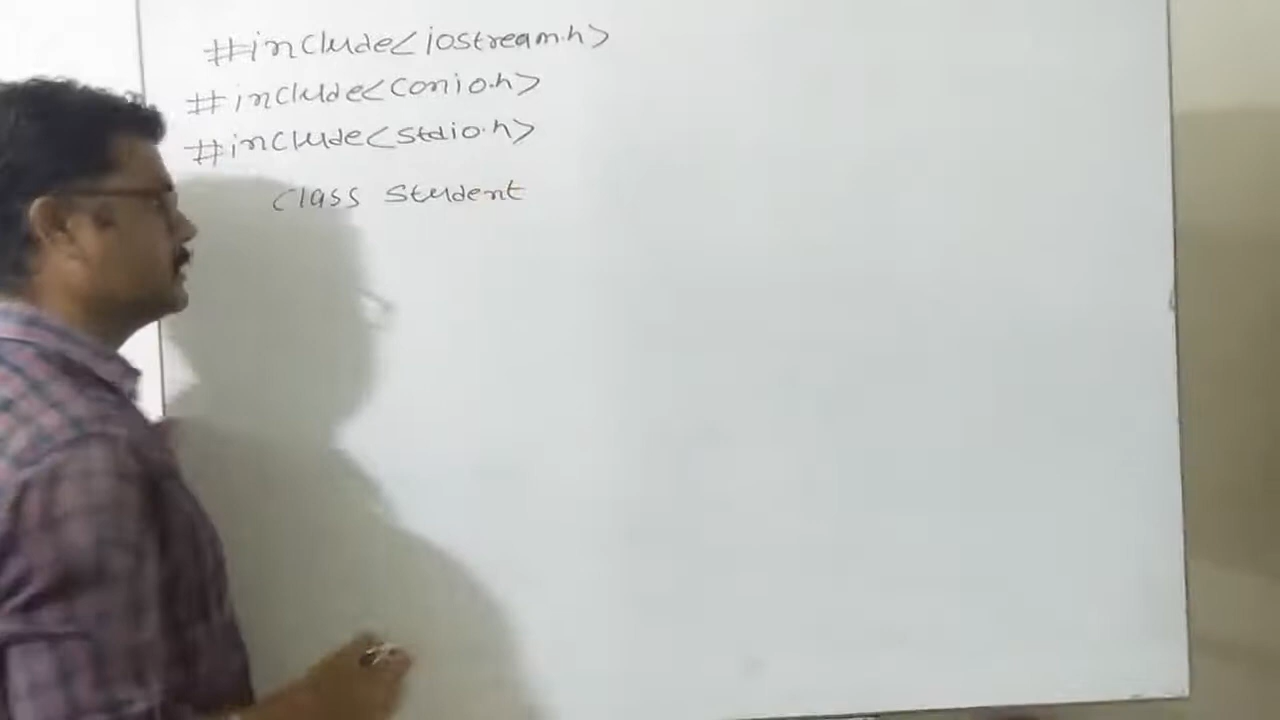 #include<iostream.h>
#include<conio.h>
#include<stdio.h>
class student